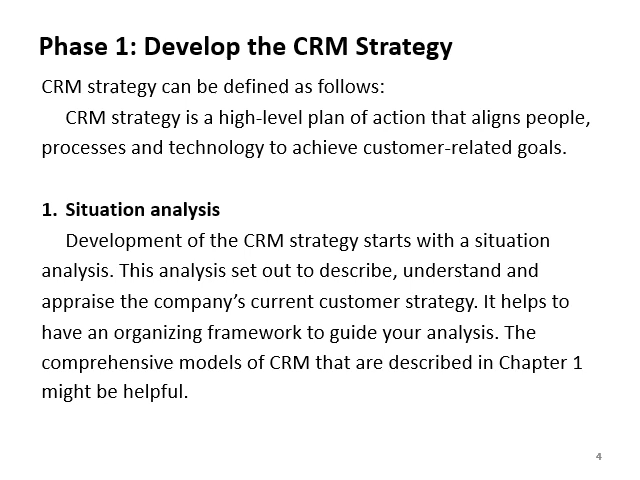 Phase 1: Develop the CRM Strategy
CRM strategy can be defined as follows:
CRM strategy is a high-level plan of action that aligns people,
processes and technology to achieve customer-related goals.
1. Situation analysis
Development of the CRM strategy starts with a situation
analysis. This analysis set out to describe, understand and
appraise the company’s current customer strategy. It helps to
have an organizing framework to guide your analysis. The
comprehensive models of CRM that are described in Chapter 1
might be helpful.
4